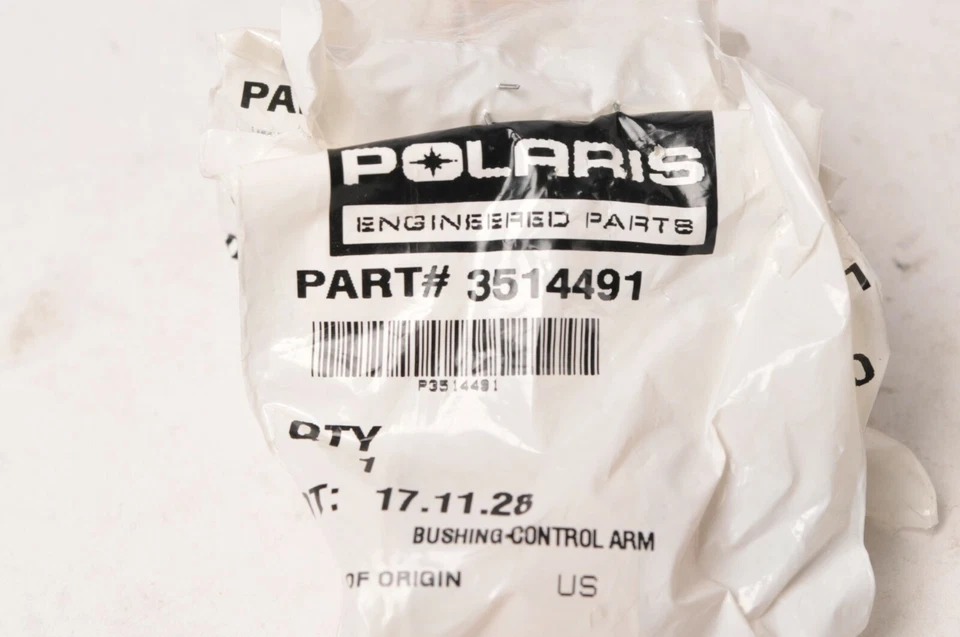 PA
POLARIS
ENGINEERED PARTS
PART# 3514491
P3514491
QTY
1
T: 17.11.28
BUSHING-CONTROL ARM
OF ORIGIN US